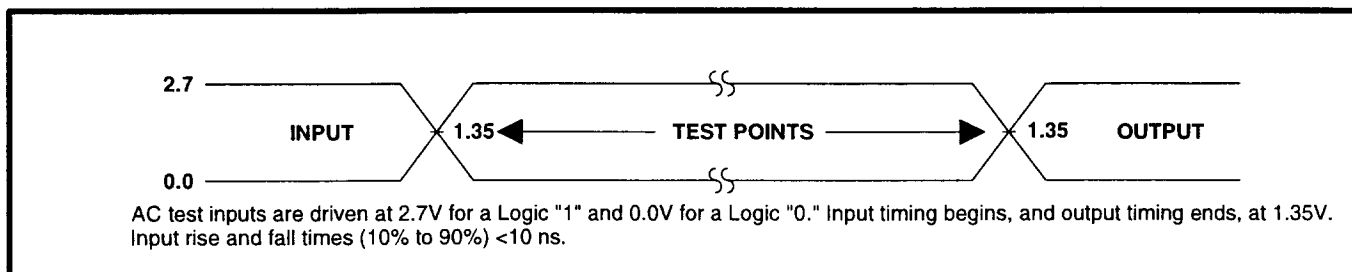 2.7
INPUT 1.35 TEST POINTS 1.35 OUTPUT
0.0
AC test inputs are driven at 2.7V for a Logic "1" and 0.0V for a Logic "0." Input timing begins, and output timing ends, at 1.35V.
Input rise and fall times (10% to 90%) <10 ns.